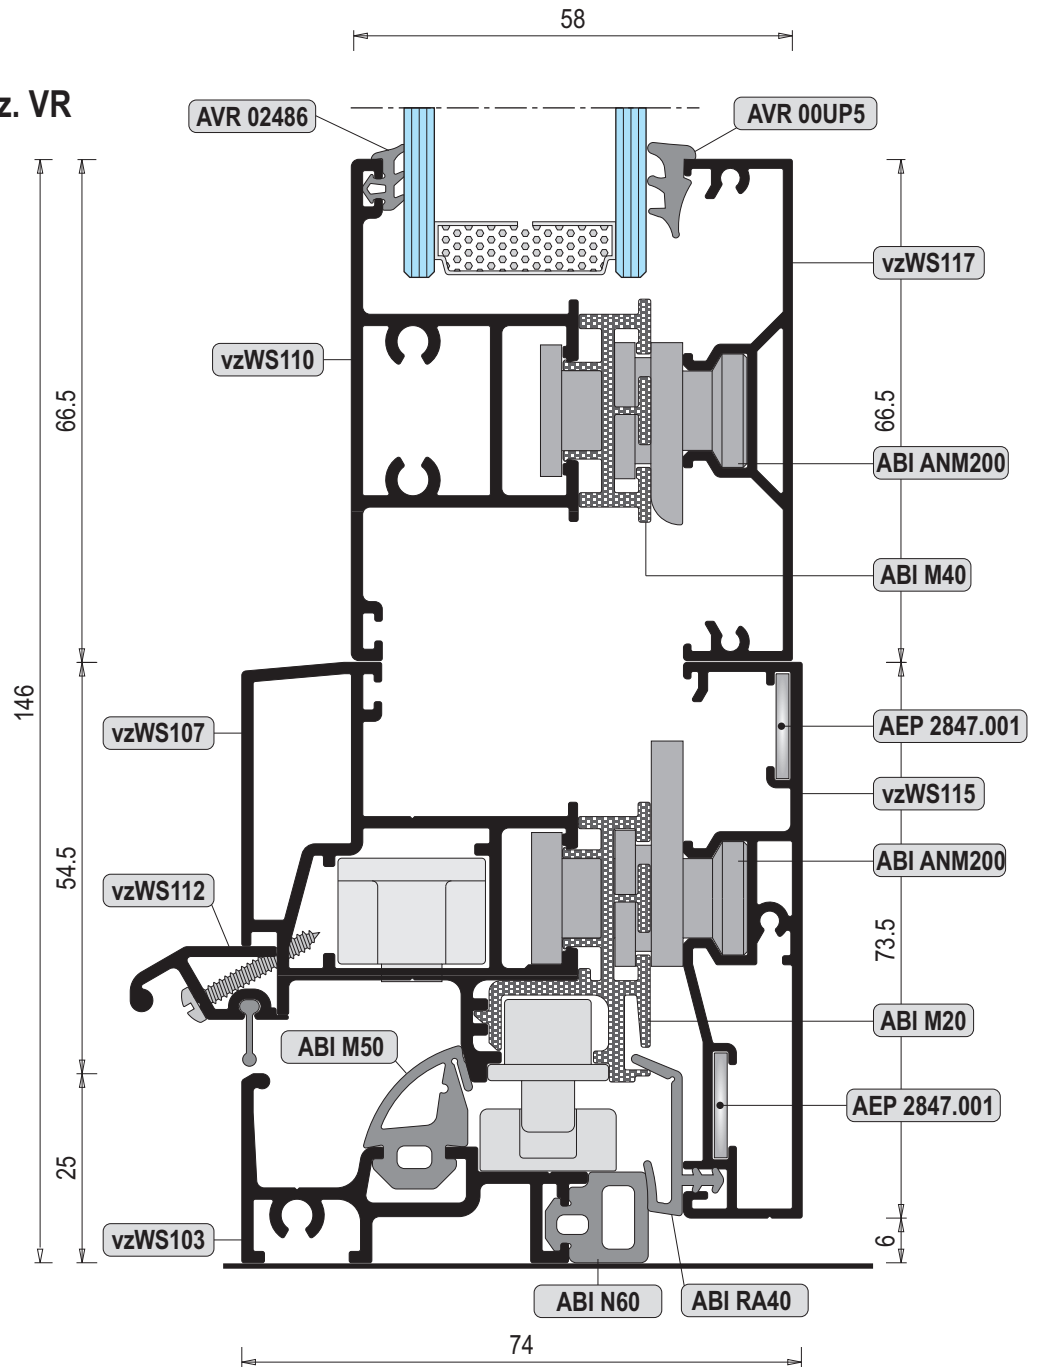 58
z. VR
AVR 02486
AVR 00UP5
vzWS117
vzWS110
66.5
66.5
ABI ANM200
ABI M40
146
vzWS107
AEP 2847.001
vzWS115
54.5
ABI ANM200
vzWS112
73.5
ABI M20
ABI M50
AEP 2847.001
25
vzWS103
6
ABI N60
ABI RA40
74